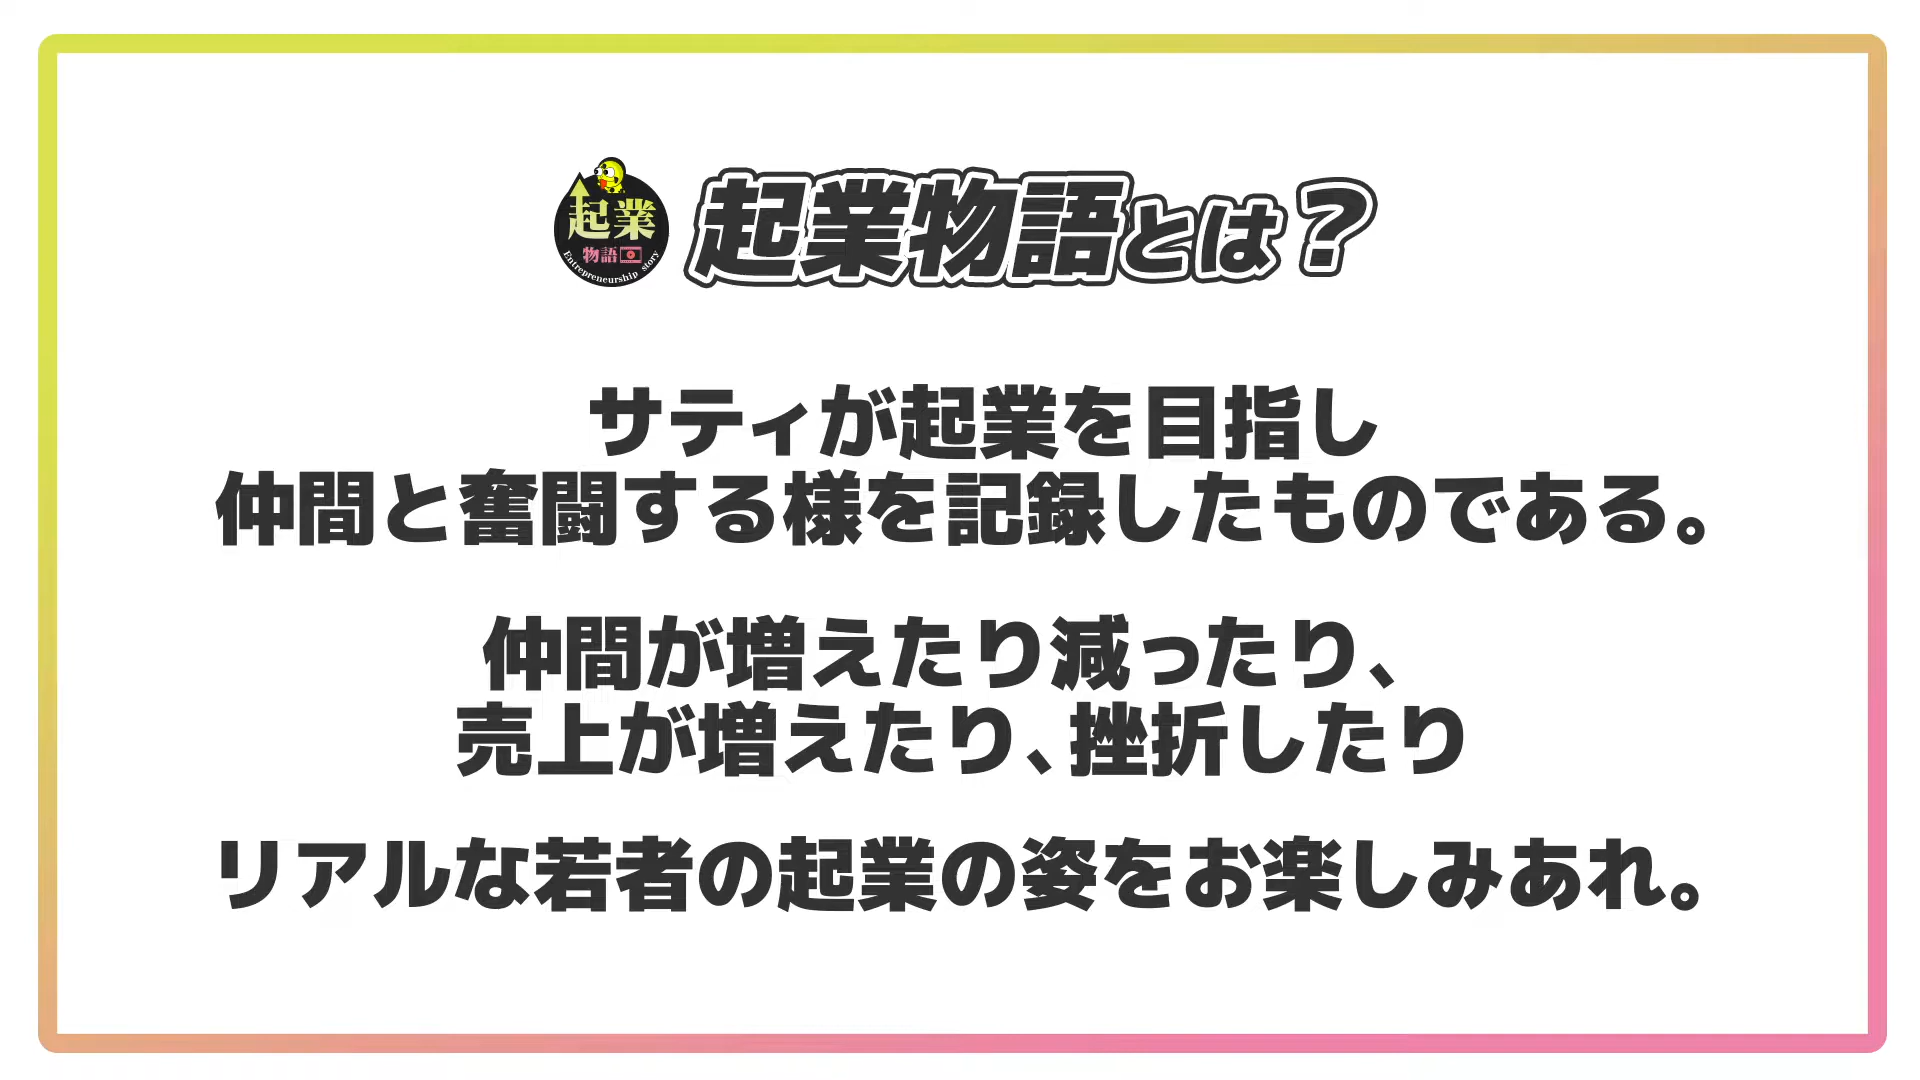 起業
物語
Entrepreneurship story
起業物語とは？
サティが起業を目指し
仲間と奮闘する様を記録したものである。
仲間が増えたり減ったり、
売上が増えたり、挫折したり
リアルな若者の起業の姿をお楽しみあれ。